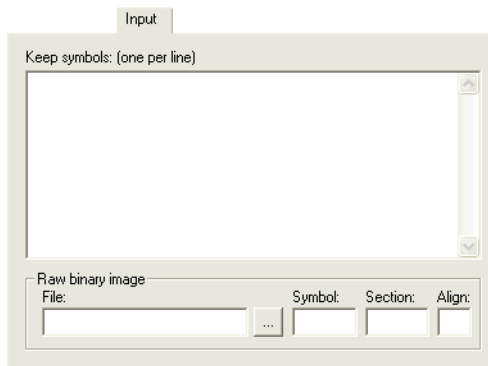 Input
Keep symbols: (one per line)
Raw binary image
File: Symbol: Section: Align:
...